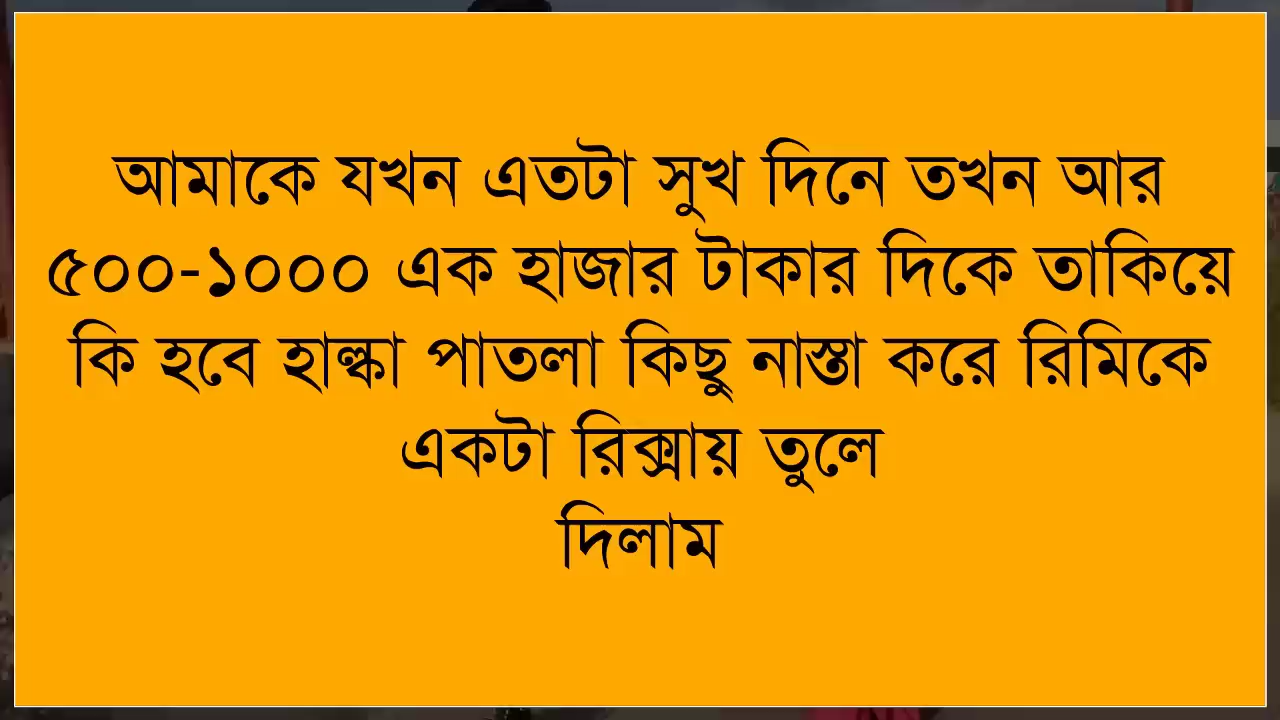 আমাকে যখন এতটা সুখ দিনে তখন আর
৫০০-১০০০ এক হাজার টাকার দিকে তাকিয়ে
কি হবে হাল্কা পাতলা কিছু নাস্তা করে রিমিকে
একটা রিক্সায় তুলে
দিলাম